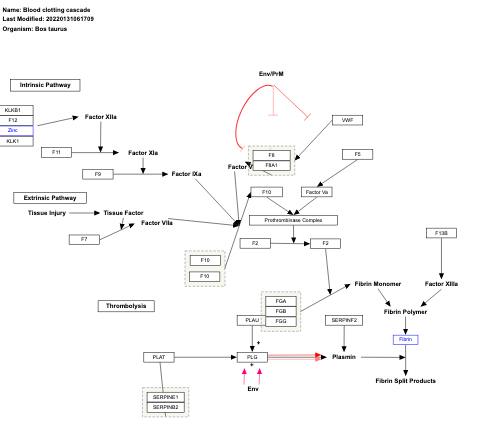 Name: Blood clotting cascade
Last Modified: 20220131061709
Organism: Bos taurus
Env/PrM
Intrinsic Pathway
KLKB1
F12
Zinc
KLK1
Factor XIIa
VWF
F11
Factor XIa
F8
F8A1
F5
F9
Factor IXa
Factor V
F10
Factor Va
Extrinsic Pathway
Tissue Injury
Tissue Factor
Factor VIIa
Prothrombinase Complex
F7
F2
F2
F13B
F10
F10
Fibrin Monomer
Factor XIIIa
Thrombolysis
FGA
FGB
FGG
PLAU
SERPINF2
Fibrin Polymer
Fibrin
PLAT
PLG
Plasmin
Fibrin Split Products
Env
SERPINE1
SERPINB2